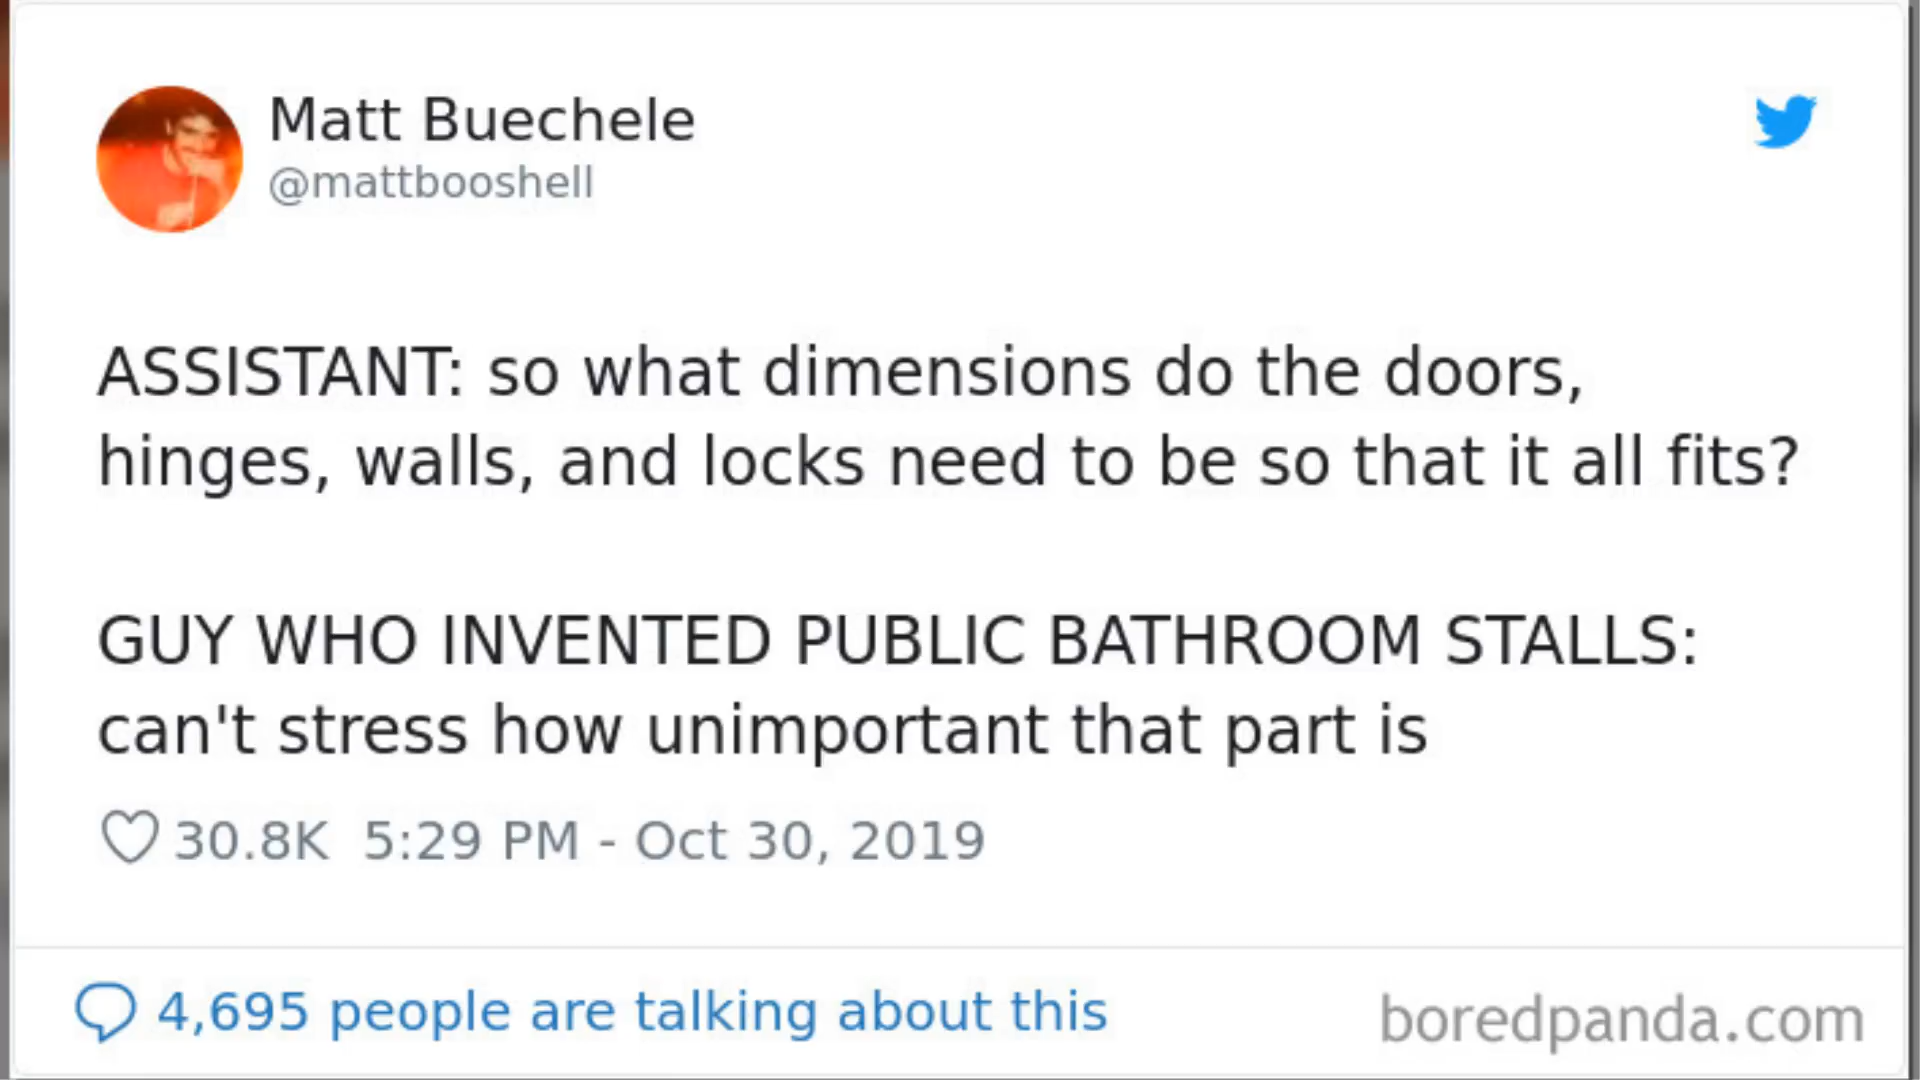 Matt Buechele
@mattbooshell
ASSISTANT: so what dimensions do the doors,
hinges, walls, and locks need to be so that it all fits?
GUY WHO INVENTED PUBLIC BATHROOM STALLS:
can't stress how unimportant that part is
30.8K 5:29 PM - Oct 30, 2019
4,695 people are talking about this
boredpanda.com